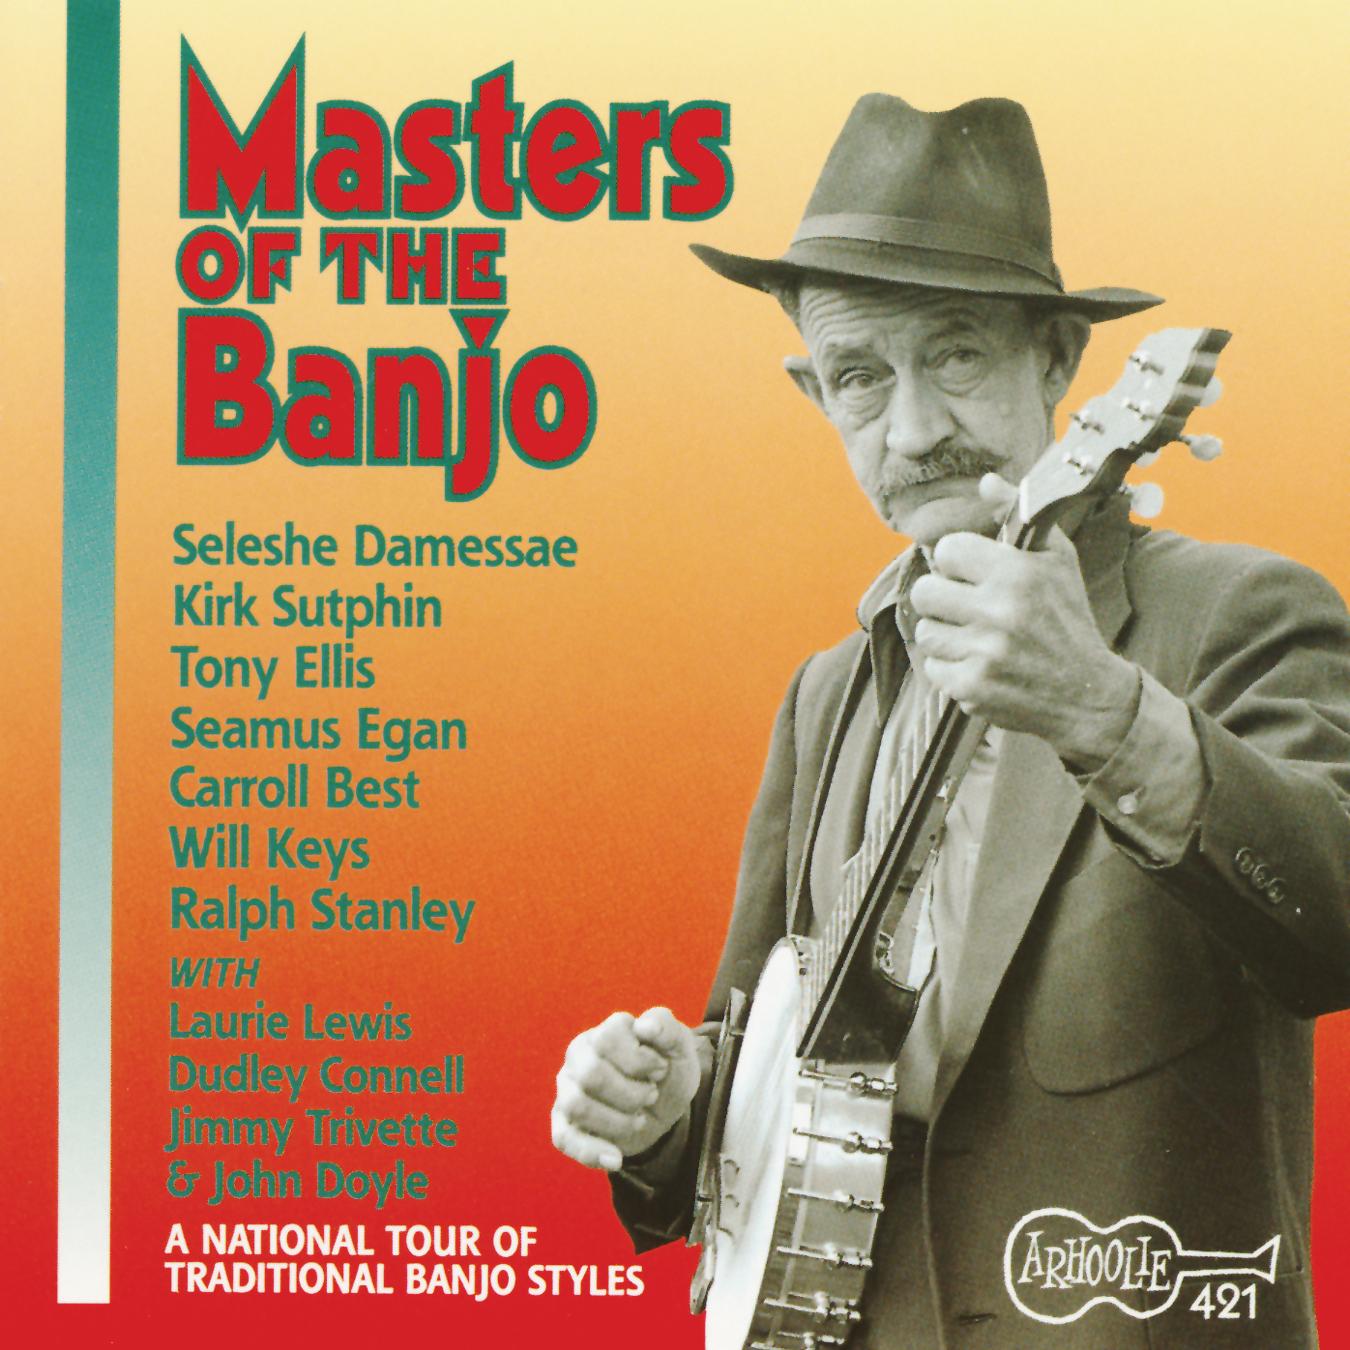 Masters
OF THE
Banjo
Seleshe Damessae
Kirk Sutphin
Tony Ellis
Seamus Egan
Carroll Best
Will Keys
Ralph Stanley
WITH
Laurie Lewis
Dudley Connell
Jimmy Trivette
& John Doyle
A NATIONAL TOUR OF
TRADITIONAL BANJO STYLES
ARHOOLIE
421